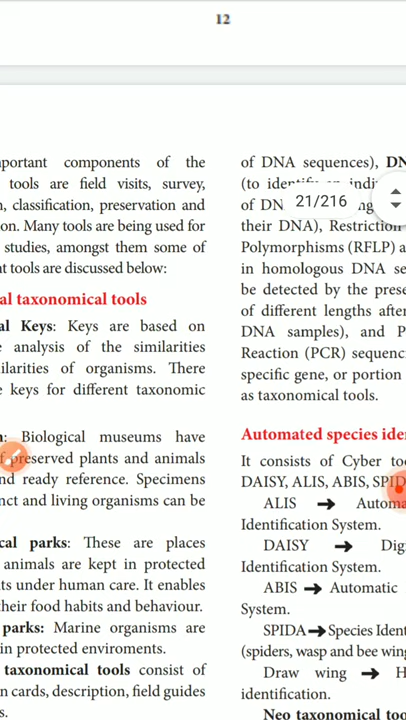 12
portant components of the
tools are field visits, survey,
, classification, preservation and
on. Many tools are being used for
studies, amongst them some of
t tools are discussed below:
al taxonomical tools
al Keys: Keys are based on
analysis of the similarities
ilarities of organisms. There
keys for different taxonomic
: Biological museums have
f preserved plants and animals
nd ready reference. Specimens
nct and living organisms can be
cal parks: These are places
animals are kept in protected
ts under human care. It enables
heir food habits and behaviour.
parks: Marine organisms are
in protected enviroments.
taxonomical tools consist of
n cards, description, field guides
s.
of DNA sequences), DN
(to indi
of DN
21/216
their DNA), Restriction
Polymorphisms (RFLP) a
in homologous DNA se
be detected by the prese
of different lengths after
DNA samples), and P
Reaction (PCR) sequenc
specific gene, or portion
as taxonomical tools.
Automated species ide
It consists of Cyber too
DAISY, ALIS, ABIS, SPID
ALIS → Automa
Identification System.
DAISY → Dig
Identification System.
ABIS → Automatic
System.
SPIDA → Species Ident
(spiders, wasp and bee wing
Draw wing → H
identification.
Neo taxonomical too